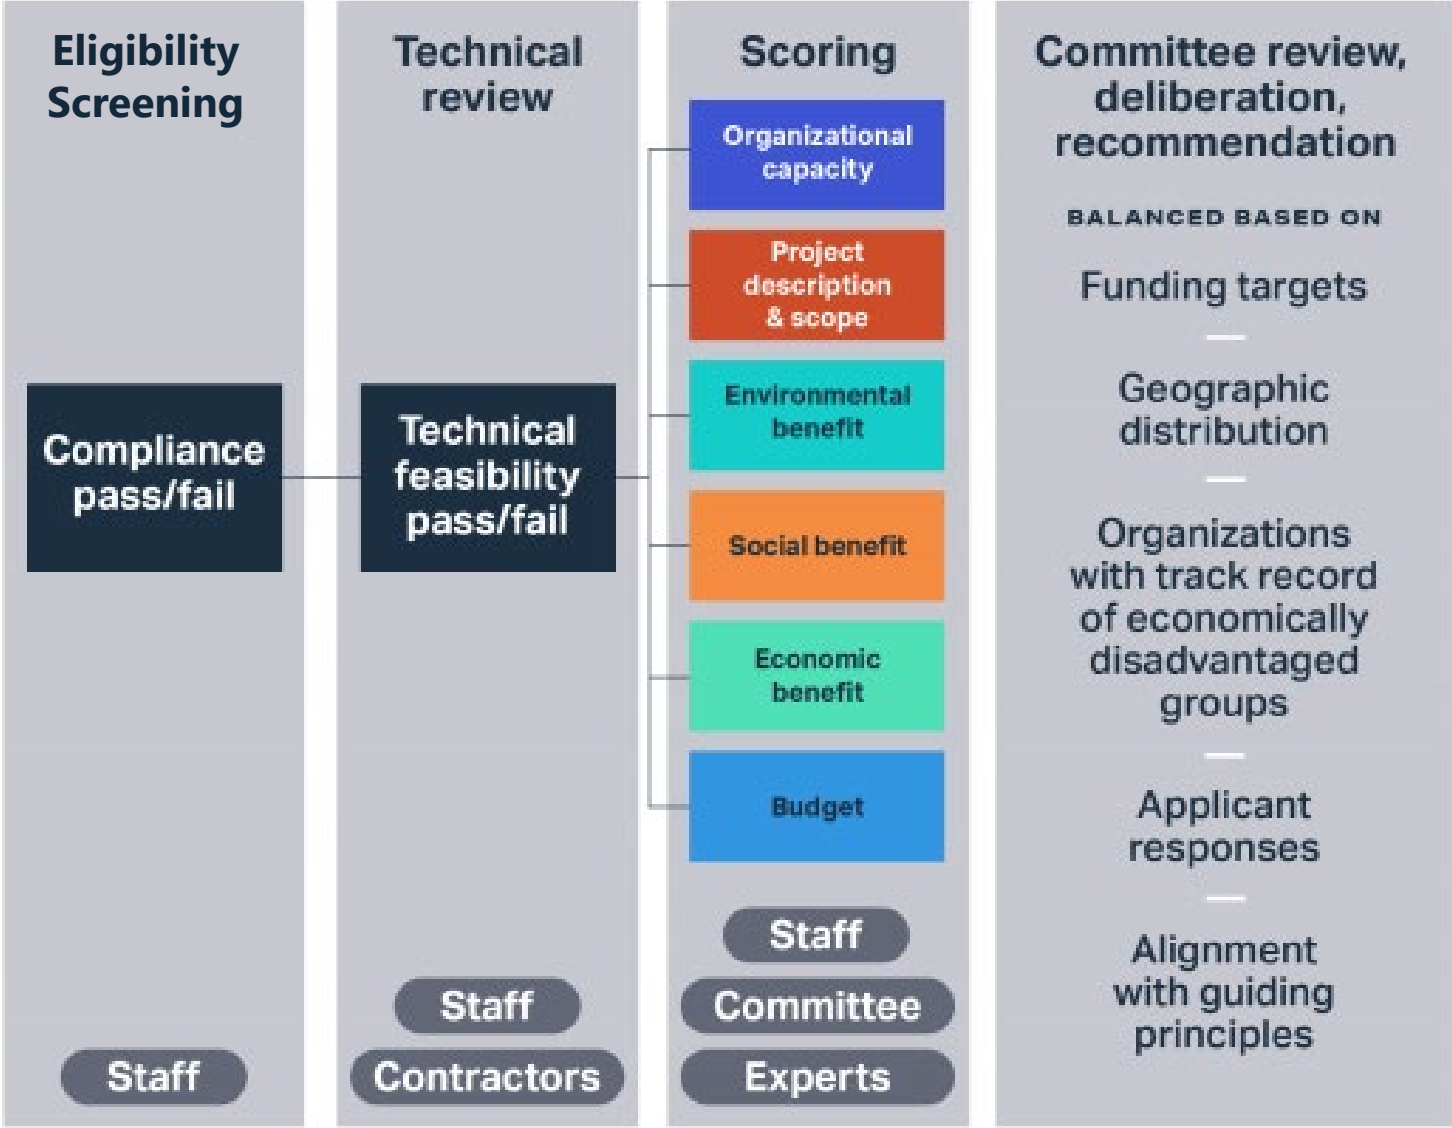 Eligibility
Screening
Compliance
pass/fail
Staff
Technical
review
Technical
feasibility
pass/fail
Staff
Contractors
Scoring
Organizational
capacity
Project
description
& scope
Environmental
benefit
Social benefit
Economic
benefit
Budget
Staff
Committee
Experts
Committee review,
deliberation,
recommendation
BALANCED BASED ON
Funding targets
Geographic
distribution
Organizations
with track record
of economically
disadvantaged
groups
Applicant
responses
Alignment
with guiding
principles